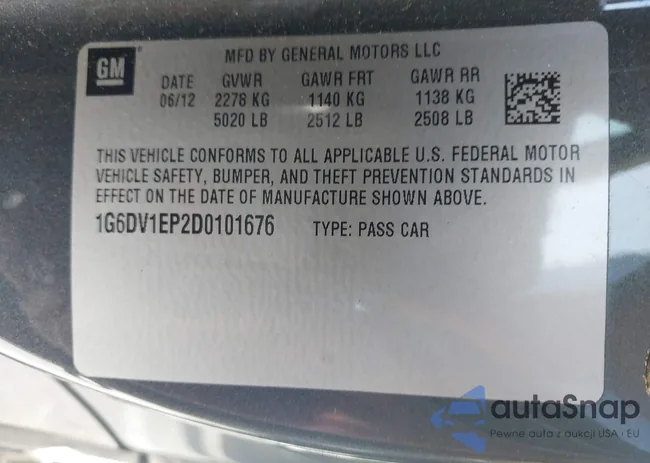 GM
MFD BY GENERAL MOTORS LLC
DATE GVWR GAWR FRT GAWR RR
06/12 2278 KG 1140 KG 1138 KG
5020 LB 2512 LB 2508 LB
THIS VEHICLE CONFORMS TO ALL APPLICABLE U.S. FEDERAL MOTOR
VEHICLE SAFETY, BUMPER, AND THEFT PREVENTION STANDARDS IN
EFFECT ON THE DATE OF MANUFACTURE SHOWN ABOVE.
1G6DV1EP2D0101676 TYPE: PASS CAR
autaSnap
Pewne auta z aukcji USA i EU